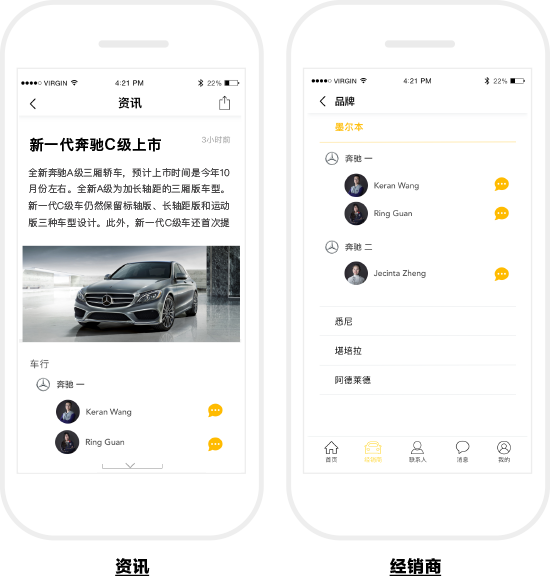 VIRGIN 4:21 PM 22%
资讯
新一代奔驰C级上市 3小时前
全新奔驰A级三厢轿车，预计上市时间是今年10
月份左右。全新A级为加长轴距的三厢版车型。
新一代C级车仍然保留标轴版、长轴距版和运动
版三种车型设计。此外，新一代C级车还首次提
车行
奔驰 一
Keran Wang
Ring Guan
资讯
VIRGIN 4:21 PM 22%
品牌
墨尔本
奔驰 一
Keran Wang
Ring Guan
奔驰 二
Jecinta Zheng
悉尼
堪培拉
阿德莱德
首页 经销商 联系人 消息 我的
经销商